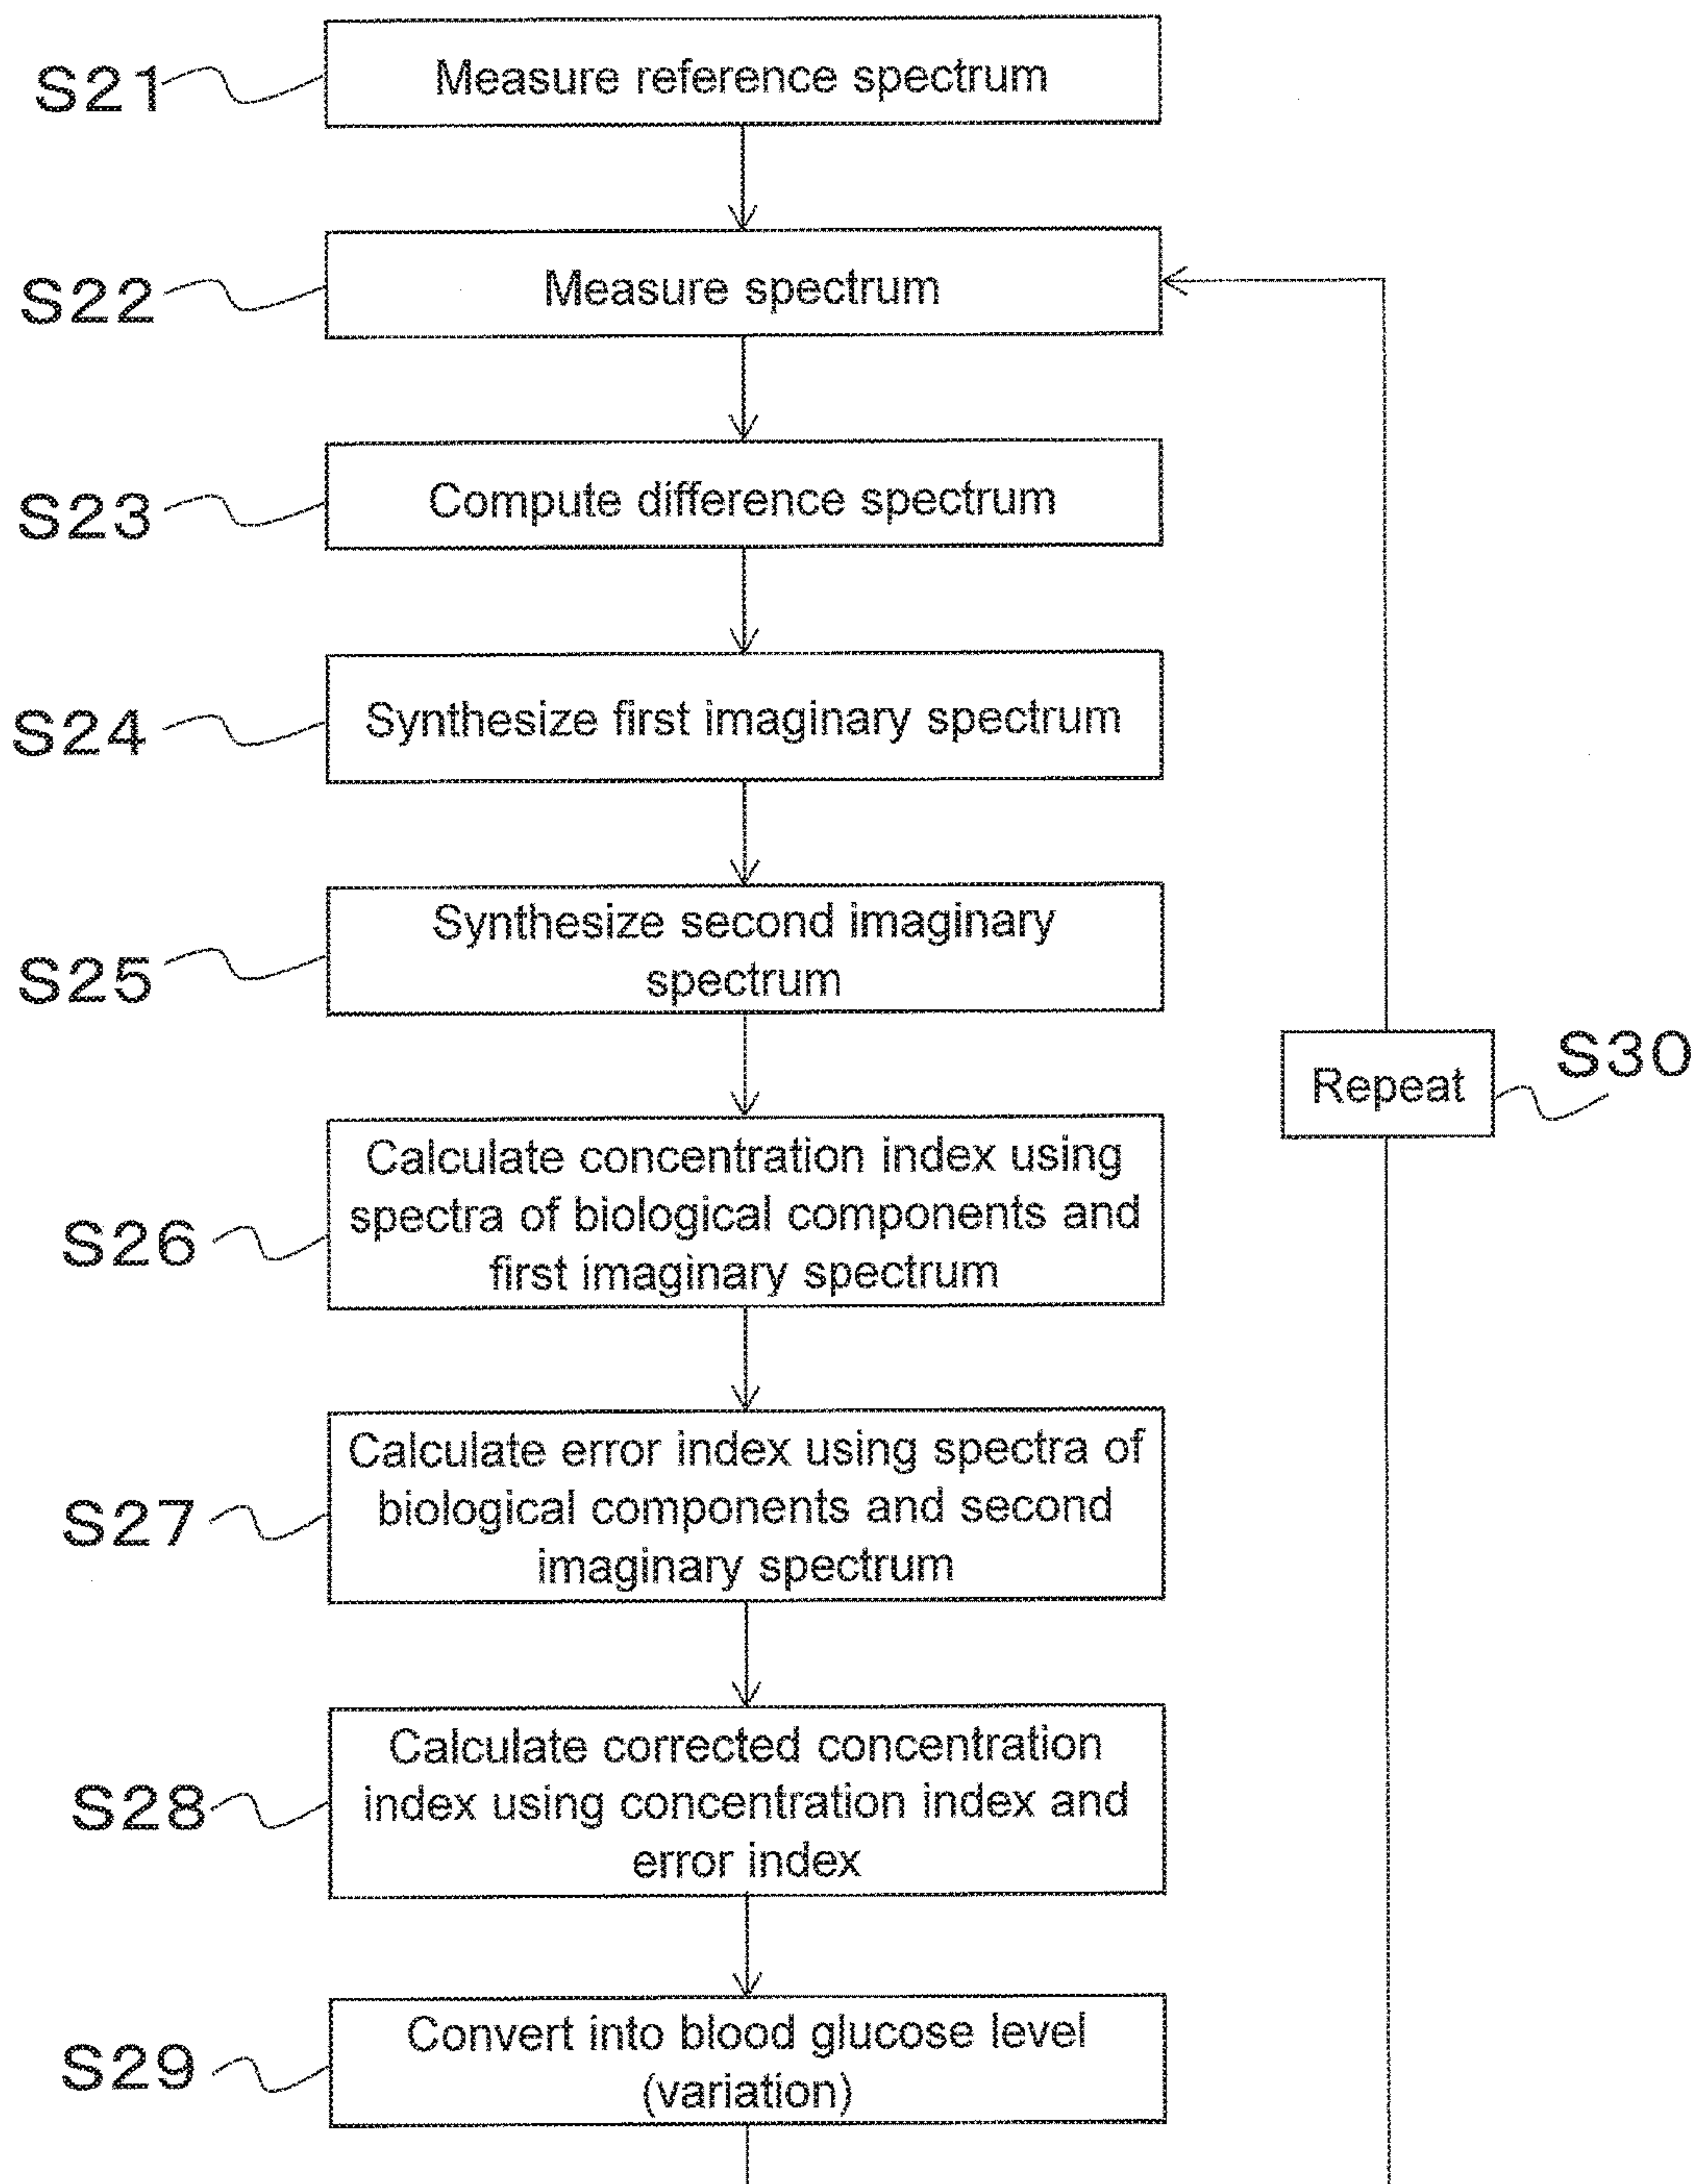 S21
Measure reference spectrum
S22
Measure spectrum
S23
Compute difference spectrum
S24
Synthesize first imaginary spectrum
S25
Synthesize second imaginary
spectrum
S30
Repeat
S26
Calculate concentration index using
spectra of biological components and
first imaginary spectrum
S27
Calculate error index using spectra of
biological components and second
imaginary spectrum
S28
Calculate corrected concentration
index using concentration index and
error index
S29
Convert into blood glucose level
(variation)